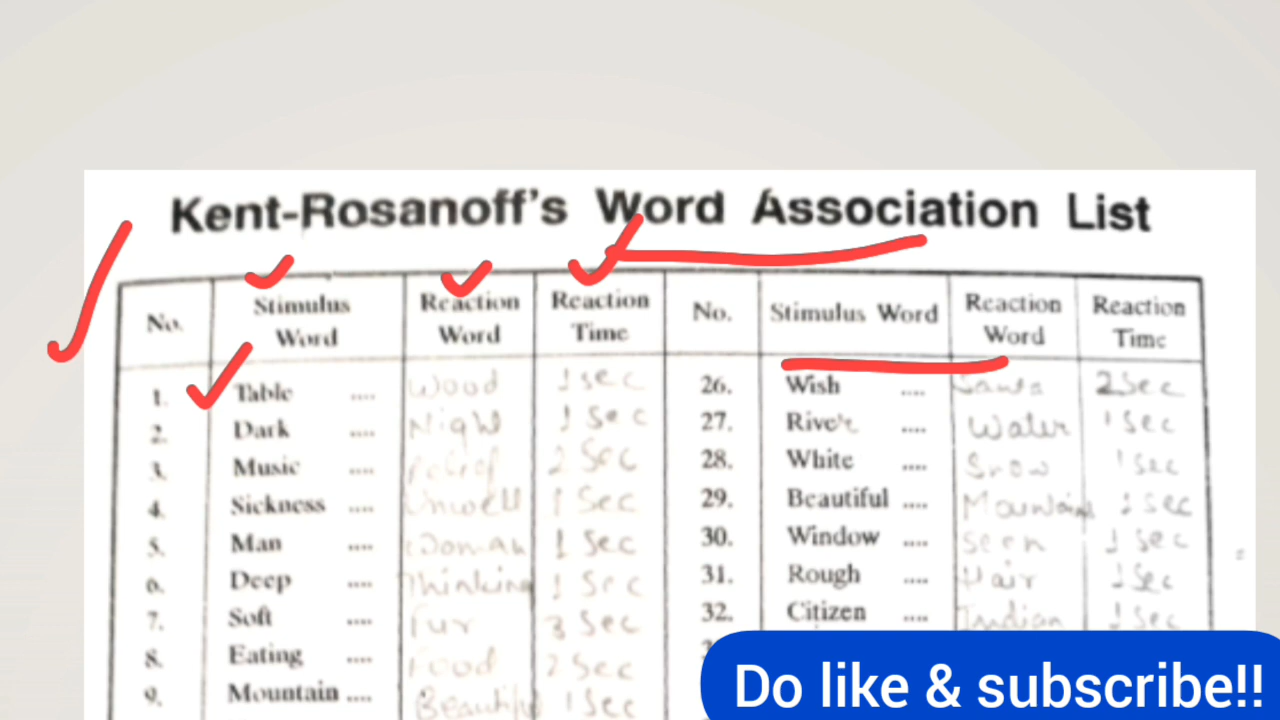 Kent-Rosanoff's Word Association List
No. Stimulus Word Reaction Word Reaction Time No. Stimulus Word Reaction Word Reaction Time
1. Table .... Wood 1 sec 26. Wish .... Santa 2 Sec
2. Dark .... Night 1 Sec 27. River .... Water 1 sec
3. Music .... 2 Sec 28. White .... Snow 1 sec
4. Sickness .... Unwell 1 Sec 29. Beautiful .... Mountain 1 sec
5. Man .... Woman 1 Sec 30. Window .... Seen 1 sec
6. Deep .... Thinking 1 Sec 31. Rough .... Hair 1 Sec
7. Soft .... Fur 3 Sec 32. Citizen .... Indian 1 Sec
8. Eating .... Food 2 Sec
9. Mountain .... Beautiful 1 Sec
Do like & subscribe!!